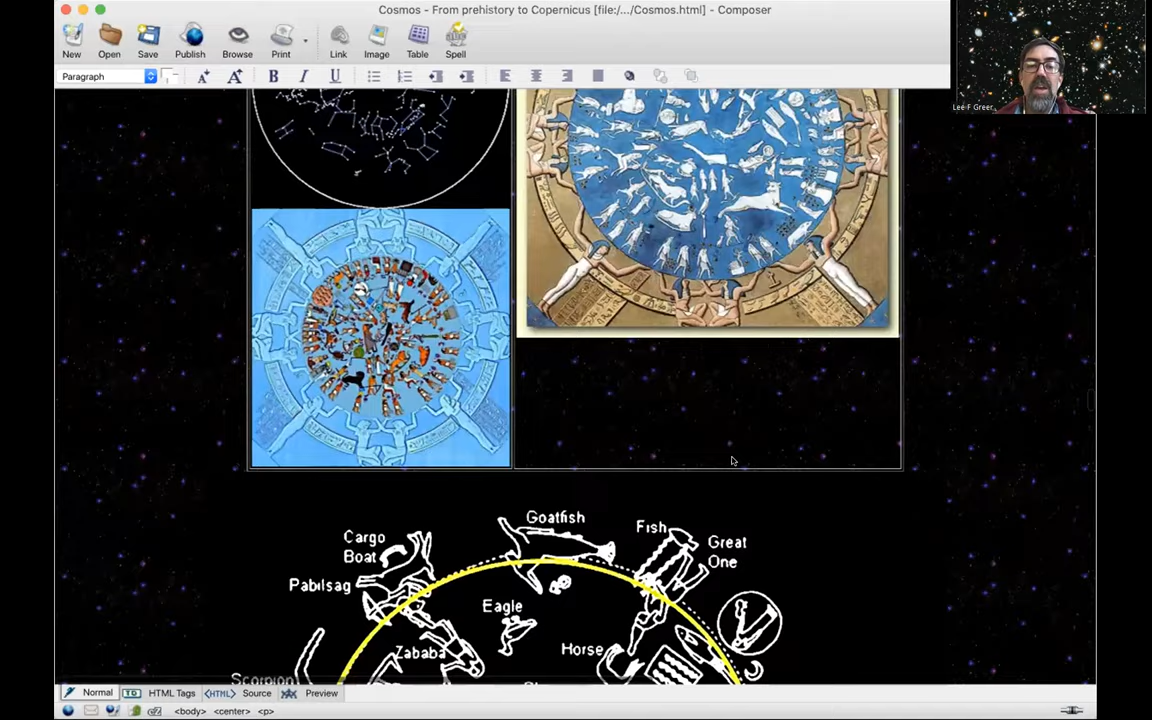 Cosmos - From prehistory to Copernicus [file:/.../Cosmos.html] - Composer
New Open Save Publish Browse Print Link Image Table Spell
Paragraph
B I U
Lee F Greer
Goatfish
Fish
Great
One
Cargo
Boat
Pabilsag
Eagle
Horse
Zababa
Scorpion
Normal HTML Tags <HTML> Source Preview
<body> <center> <p>